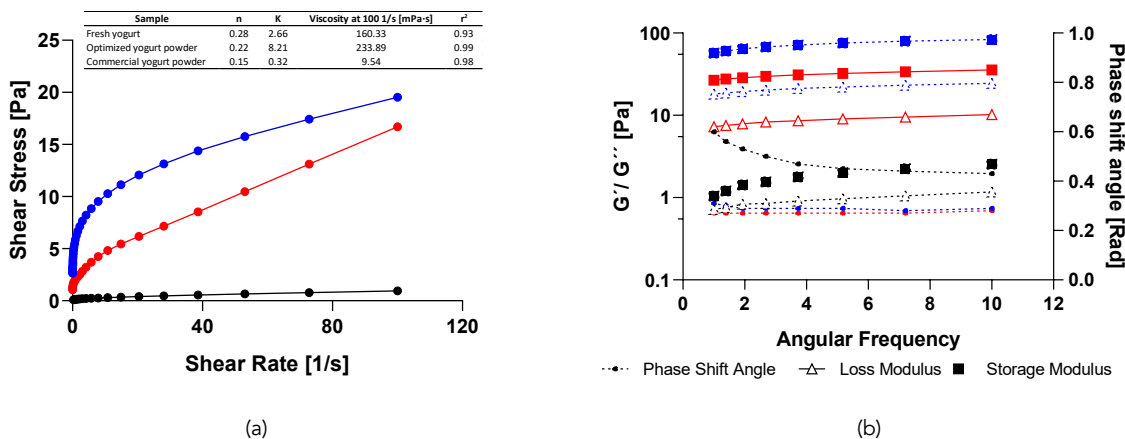 Sample n K Viscosity at 100 1/s [mPa·s] r²
Fresh yogurt 0.28 2.66 160.33 0.93
Optimized yogurt powder 0.22 8.21 233.89 0.99
Commercial yogurt powder 0.15 0.32 9.54 0.98
Shear Stress [Pa]
25
20
15
10
5
0
0 40 80 120
Shear Rate [1/s]
(a)
G´/ G´´ [Pa]
100
10
1
0.1
0 2 4 6 8 10 12
Angular Frequency
1.0
0.8
0.6
0.4
0.2
0.0
Phase shift angle [Rad]
Phase Shift Angle Loss Modulus Storage Modulus
(b)